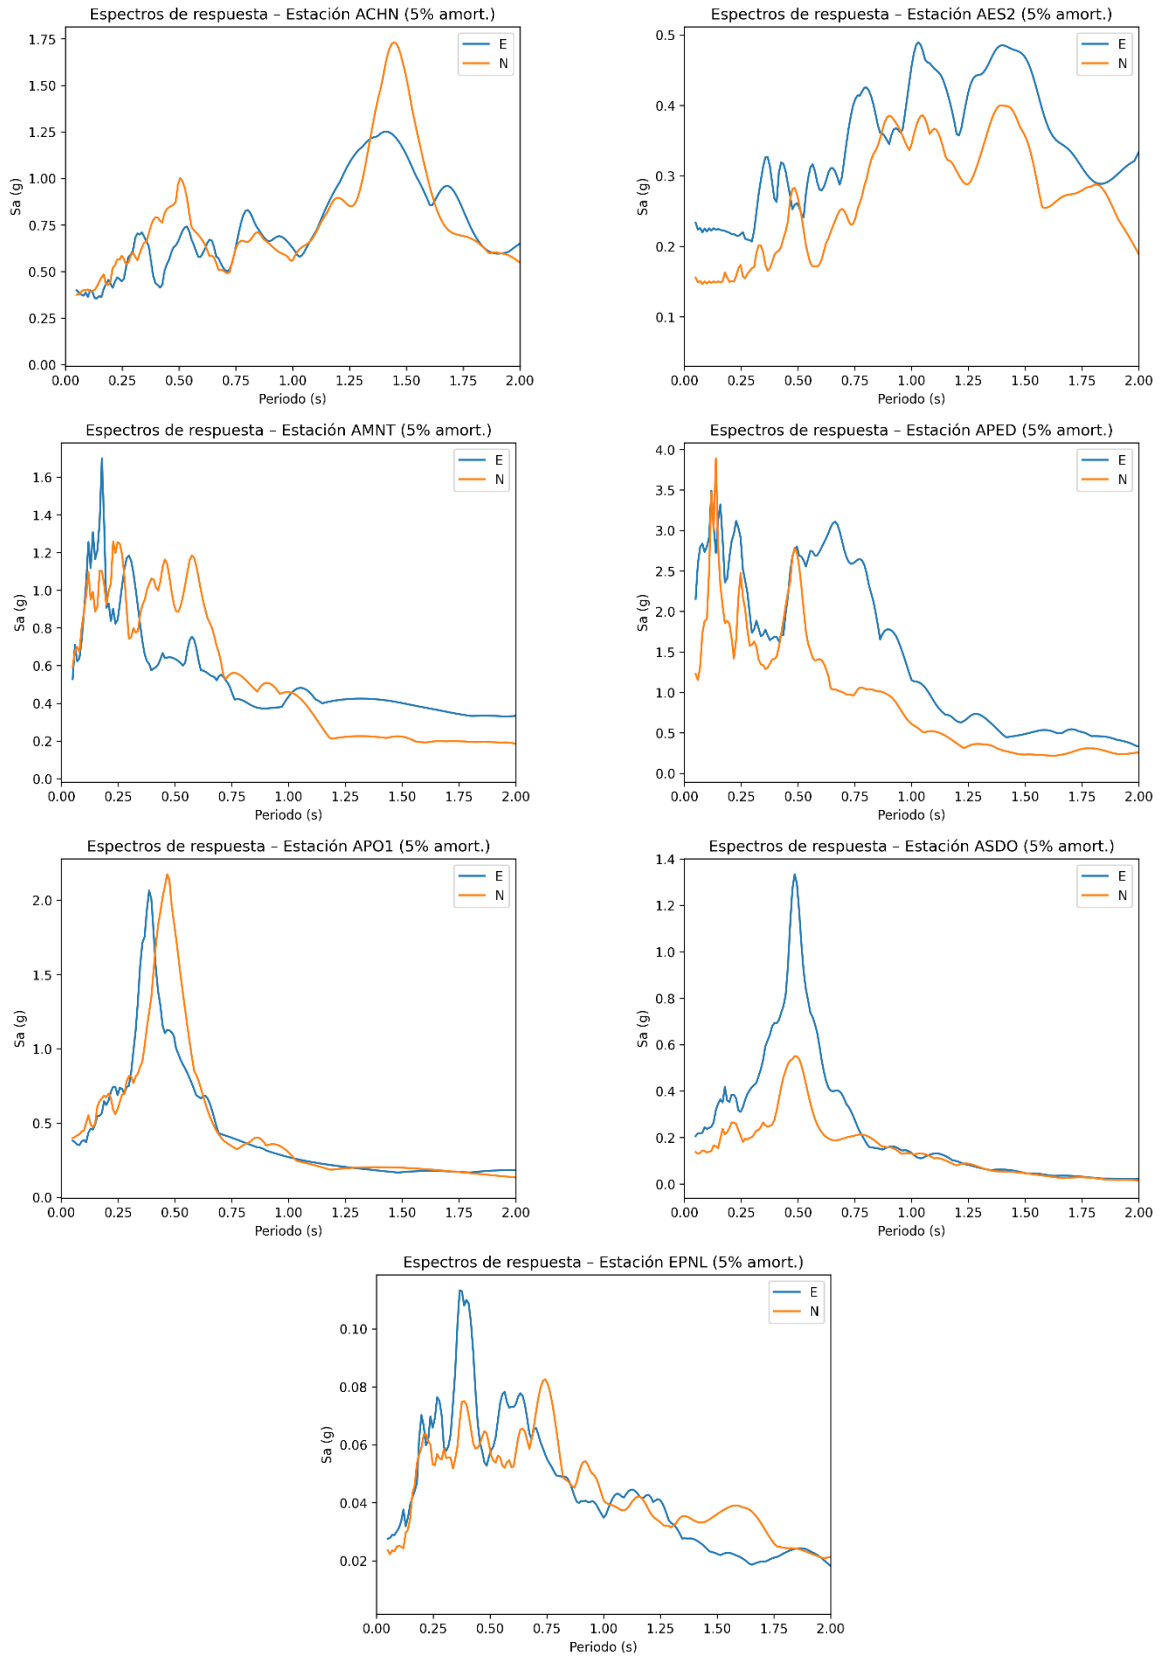 Espectros de respuesta – Estación ACHN (5% amort.)
E
N
Sa (g)
1.75
1.50
1.25
1.00
0.75
0.50
0.25
0.00
0.00 0.25 0.50 0.75 1.00 1.25 1.50 1.75 2.00
Periodo (s)
Espectros de respuesta – Estación AES2 (5% amort.)
E
N
Sa (g)
0.5
0.4
0.3
0.2
0.1
0.00 0.25 0.50 0.75 1.00 1.25 1.50 1.75 2.00
Periodo (s)
Espectros de respuesta – Estación AMNT (5% amort.)
E
N
Sa (g)
1.6
1.4
1.2
1.0
0.8
0.6
0.4
0.2
0.0
0.00 0.25 0.50 0.75 1.00 1.25 1.50 1.75 2.00
Periodo (s)
Espectros de respuesta – Estación APED (5% amort.)
E
N
Sa (g)
4.0
3.5
3.0
2.5
2.0
1.5
1.0
0.5
0.0
0.00 0.25 0.50 0.75 1.00 1.25 1.50 1.75 2.00
Periodo (s)
Espectros de respuesta – Estación APO1 (5% amort.)
E
N
Sa (g)
2.0
1.5
1.0
0.5
0.0
0.00 0.25 0.50 0.75 1.00 1.25 1.50 1.75 2.00
Periodo (s)
Espectros de respuesta – Estación ASDO (5% amort.)
E
N
Sa (g)
1.4
1.2
1.0
0.8
0.6
0.4
0.2
0.0
0.00 0.25 0.50 0.75 1.00 1.25 1.50 1.75 2.00
Periodo (s)
Espectros de respuesta – Estación EPNL (5% amort.)
E
N
Sa (g)
0.10
0.08
0.06
0.04
0.02
0.00 0.25 0.50 0.75 1.00 1.25 1.50 1.75 2.00
Periodo (s)